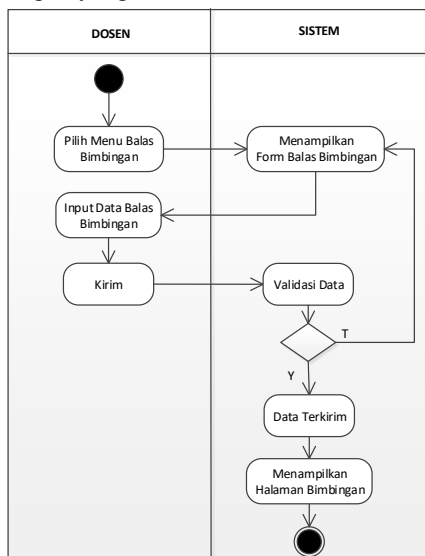 DOSEN
SISTEM
Pilih Menu Balas
Bimbingan
Menampilkan
Form Balas Bimbingan
Input Data Balas
Bimbingan
Kirim
Validasi Data
T
Y
Data Terkirim
Menampilkan
Halaman Bimbingan